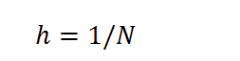 h = 1/N